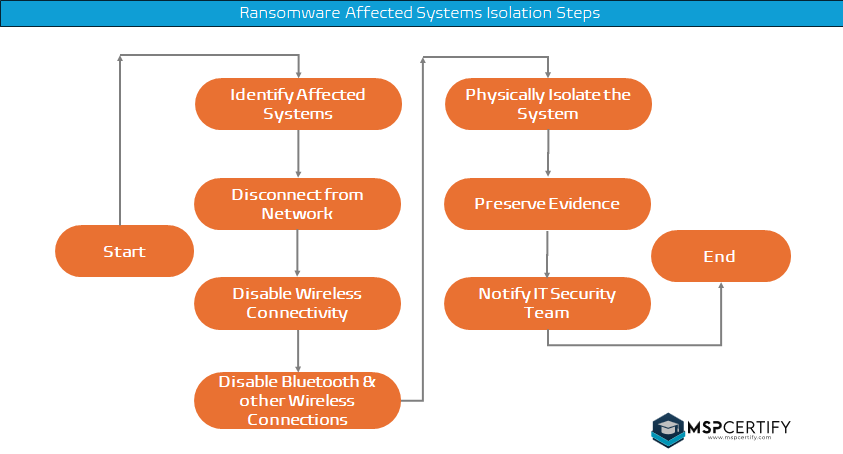 Ransomware Affected Systems Isolation Steps
Start
Identify Affected
Systems
Disconnect from
Network
Disable Wireless
Connectivity
Disable Bluetooth &
other Wireless
Connections
Physically Isolate the
System
Preserve Evidence
Notify IT Security
Team
End
MSPCERTIFY
www.mspcertify.com